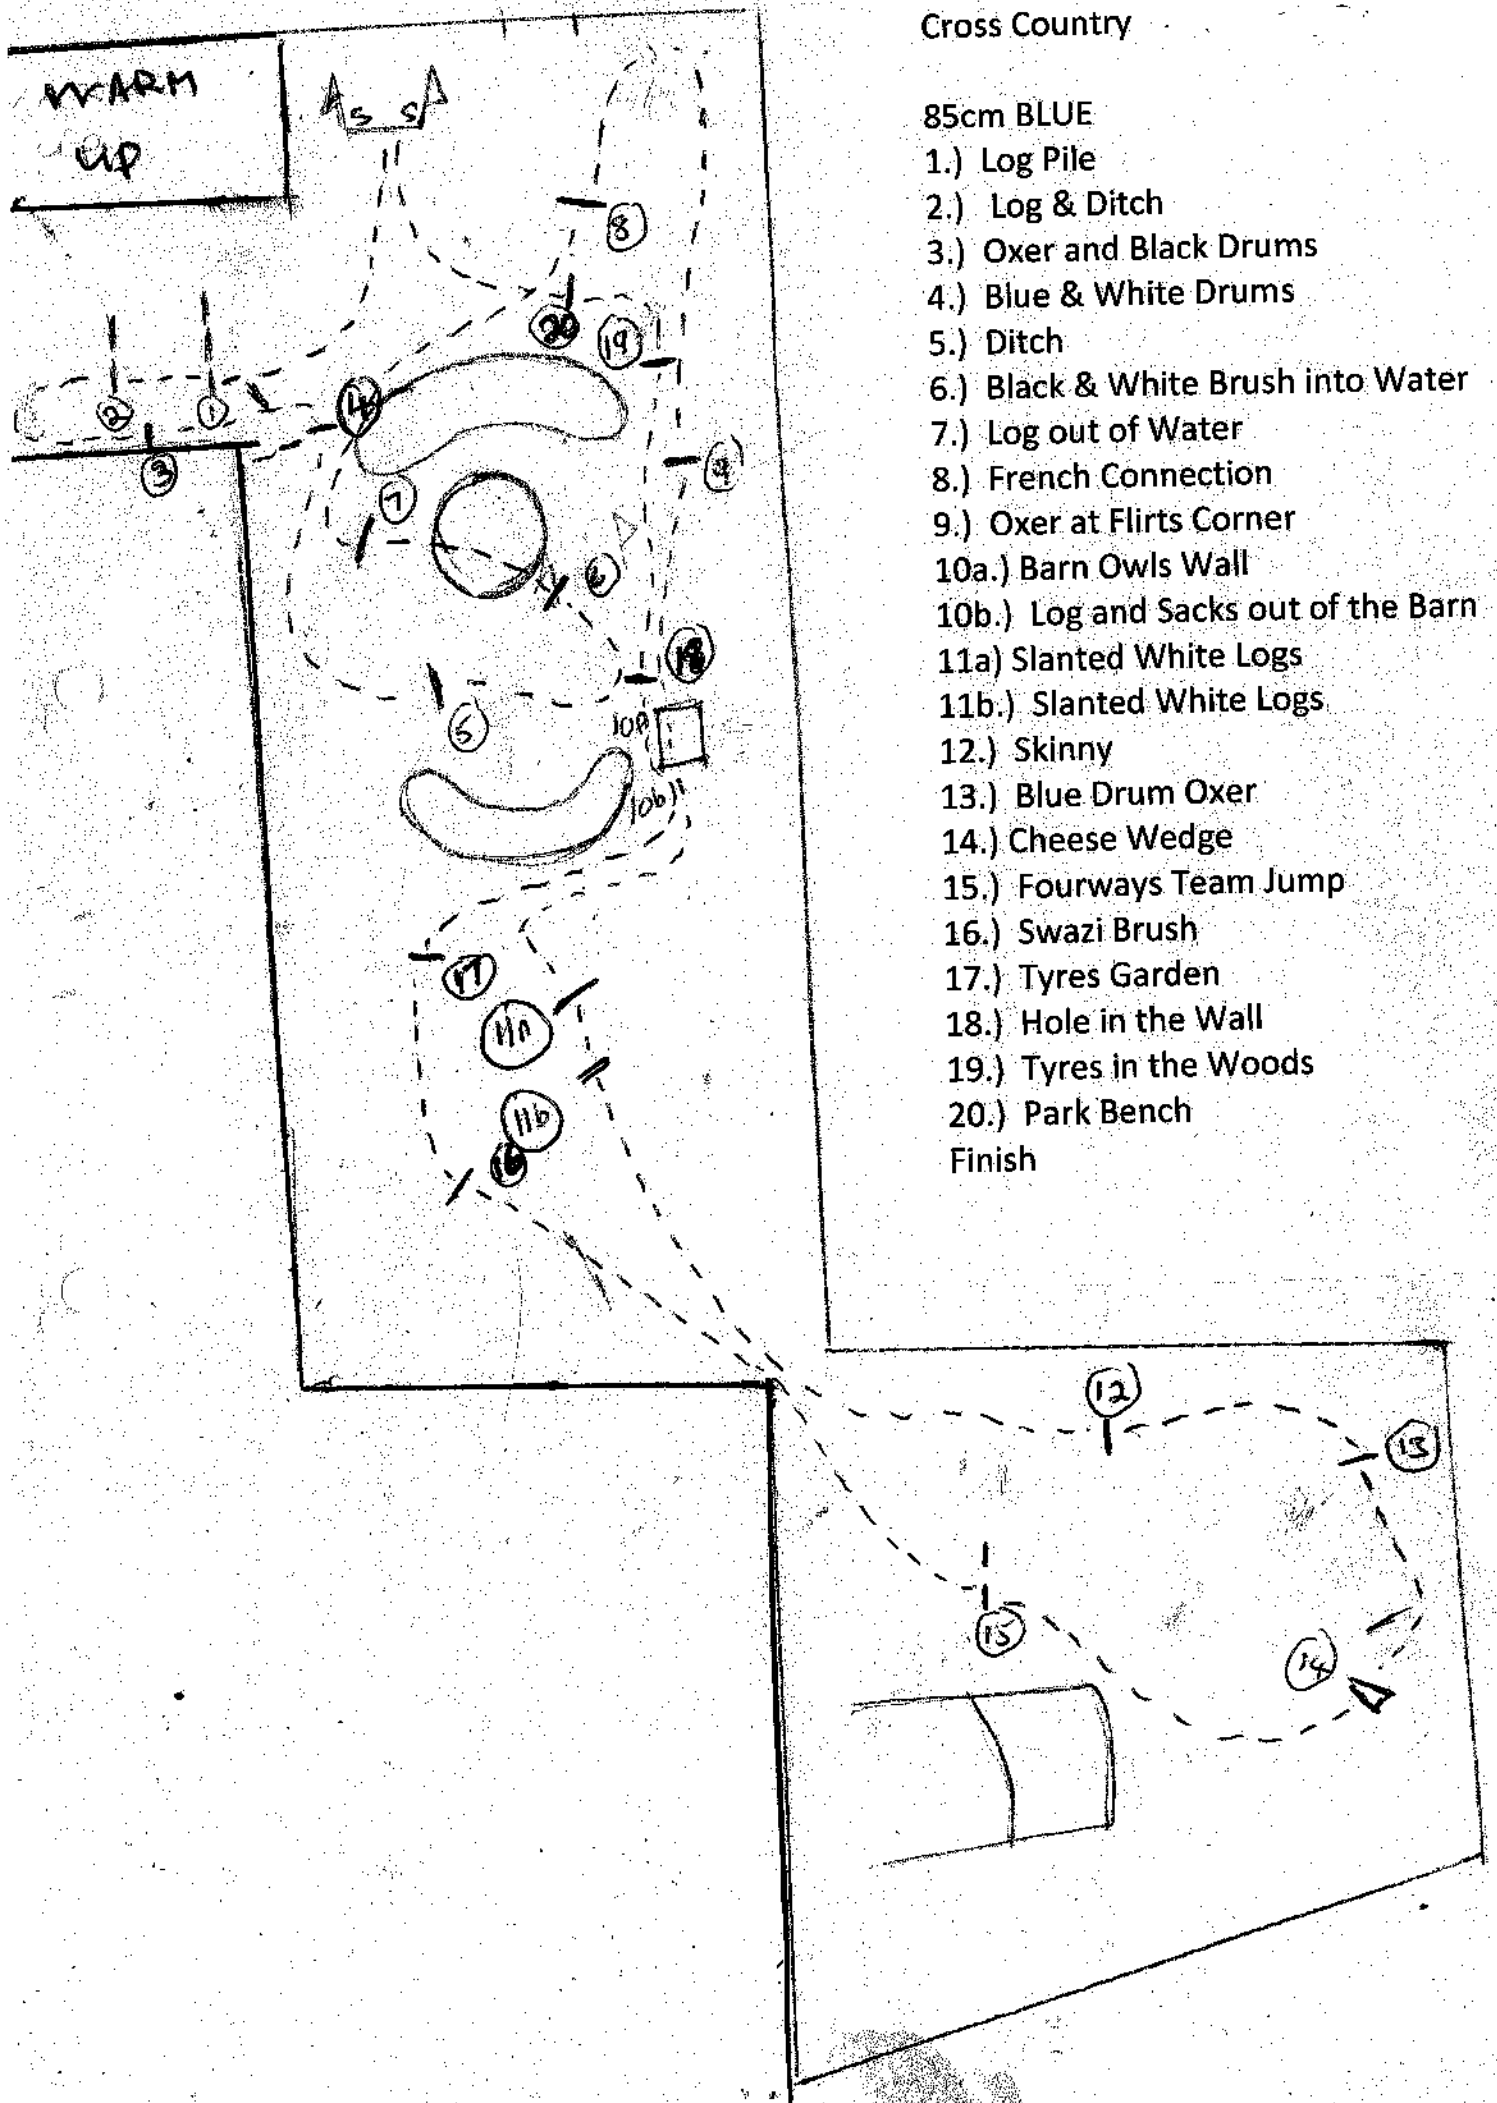 Cross Country
WARM
UP
S S
85cm BLUE
1.) Log Pile
2.) Log & Ditch
3.) Oxer and Black Drums
4.) Blue & White Drums
5.) Ditch
6.) Black & White Brush into Water
7.) Log out of Water
8.) French Connection
9.) Oxer at Flirts Corner
10a.) Barn Owls Wall
10b.) Log and Sacks out of the Barn
11a) Slanted White Logs
11b.) Slanted White Logs
12.) Skinny
13.) Blue Drum Oxer
14.) Cheese Wedge
15.) Fourways Team Jump
16.) Swazi Brush
17.) Tyres Garden
18.) Hole in the Wall
19.) Tyres in the Woods
20.) Park Bench
Finish
8
20
19
4
2
1
3
9
7
6
18
5
10A
10b
17
11A
11b
16
12
13
15
14